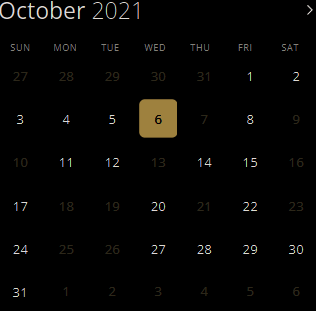 October 2021 >
SUN MON TUE WED THU FRI SAT
27 28 29 30 31 1 2
3 4 5 6 7 8 9
10 11 12 13 14 15 16
17 18 19 20 21 22 23
24 25 26 27 28 29 30
31 1 2 3 4 5 6